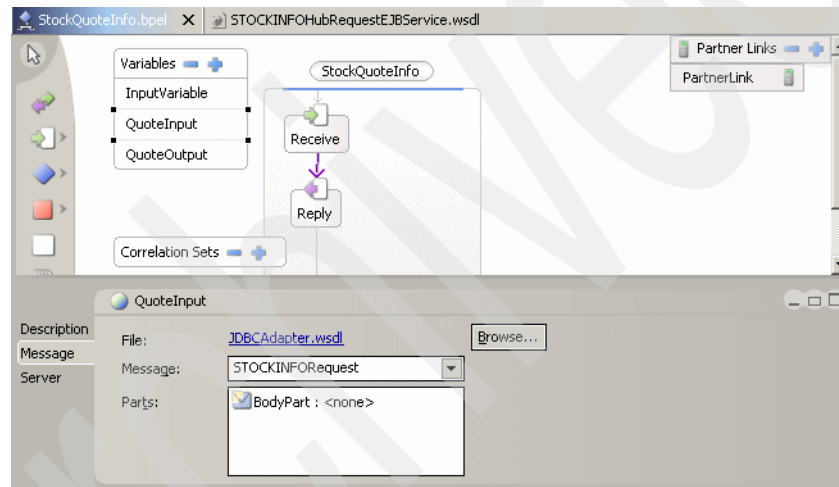 StockQuoteInfo.bpel X STOCKINFOHubRequestEJBService.wsdl
Variables
InputVariable
QuoteInput
QuoteOutput
StockQuoteInfo
Receive
Reply
Partner Links
PartnerLink
Correlation Sets
QuoteInput
Description
Message
Server
File: JDBCAdapter.wsdl Browse...
Message: STOCKINFORequest
Parts: BodyPart : <none>